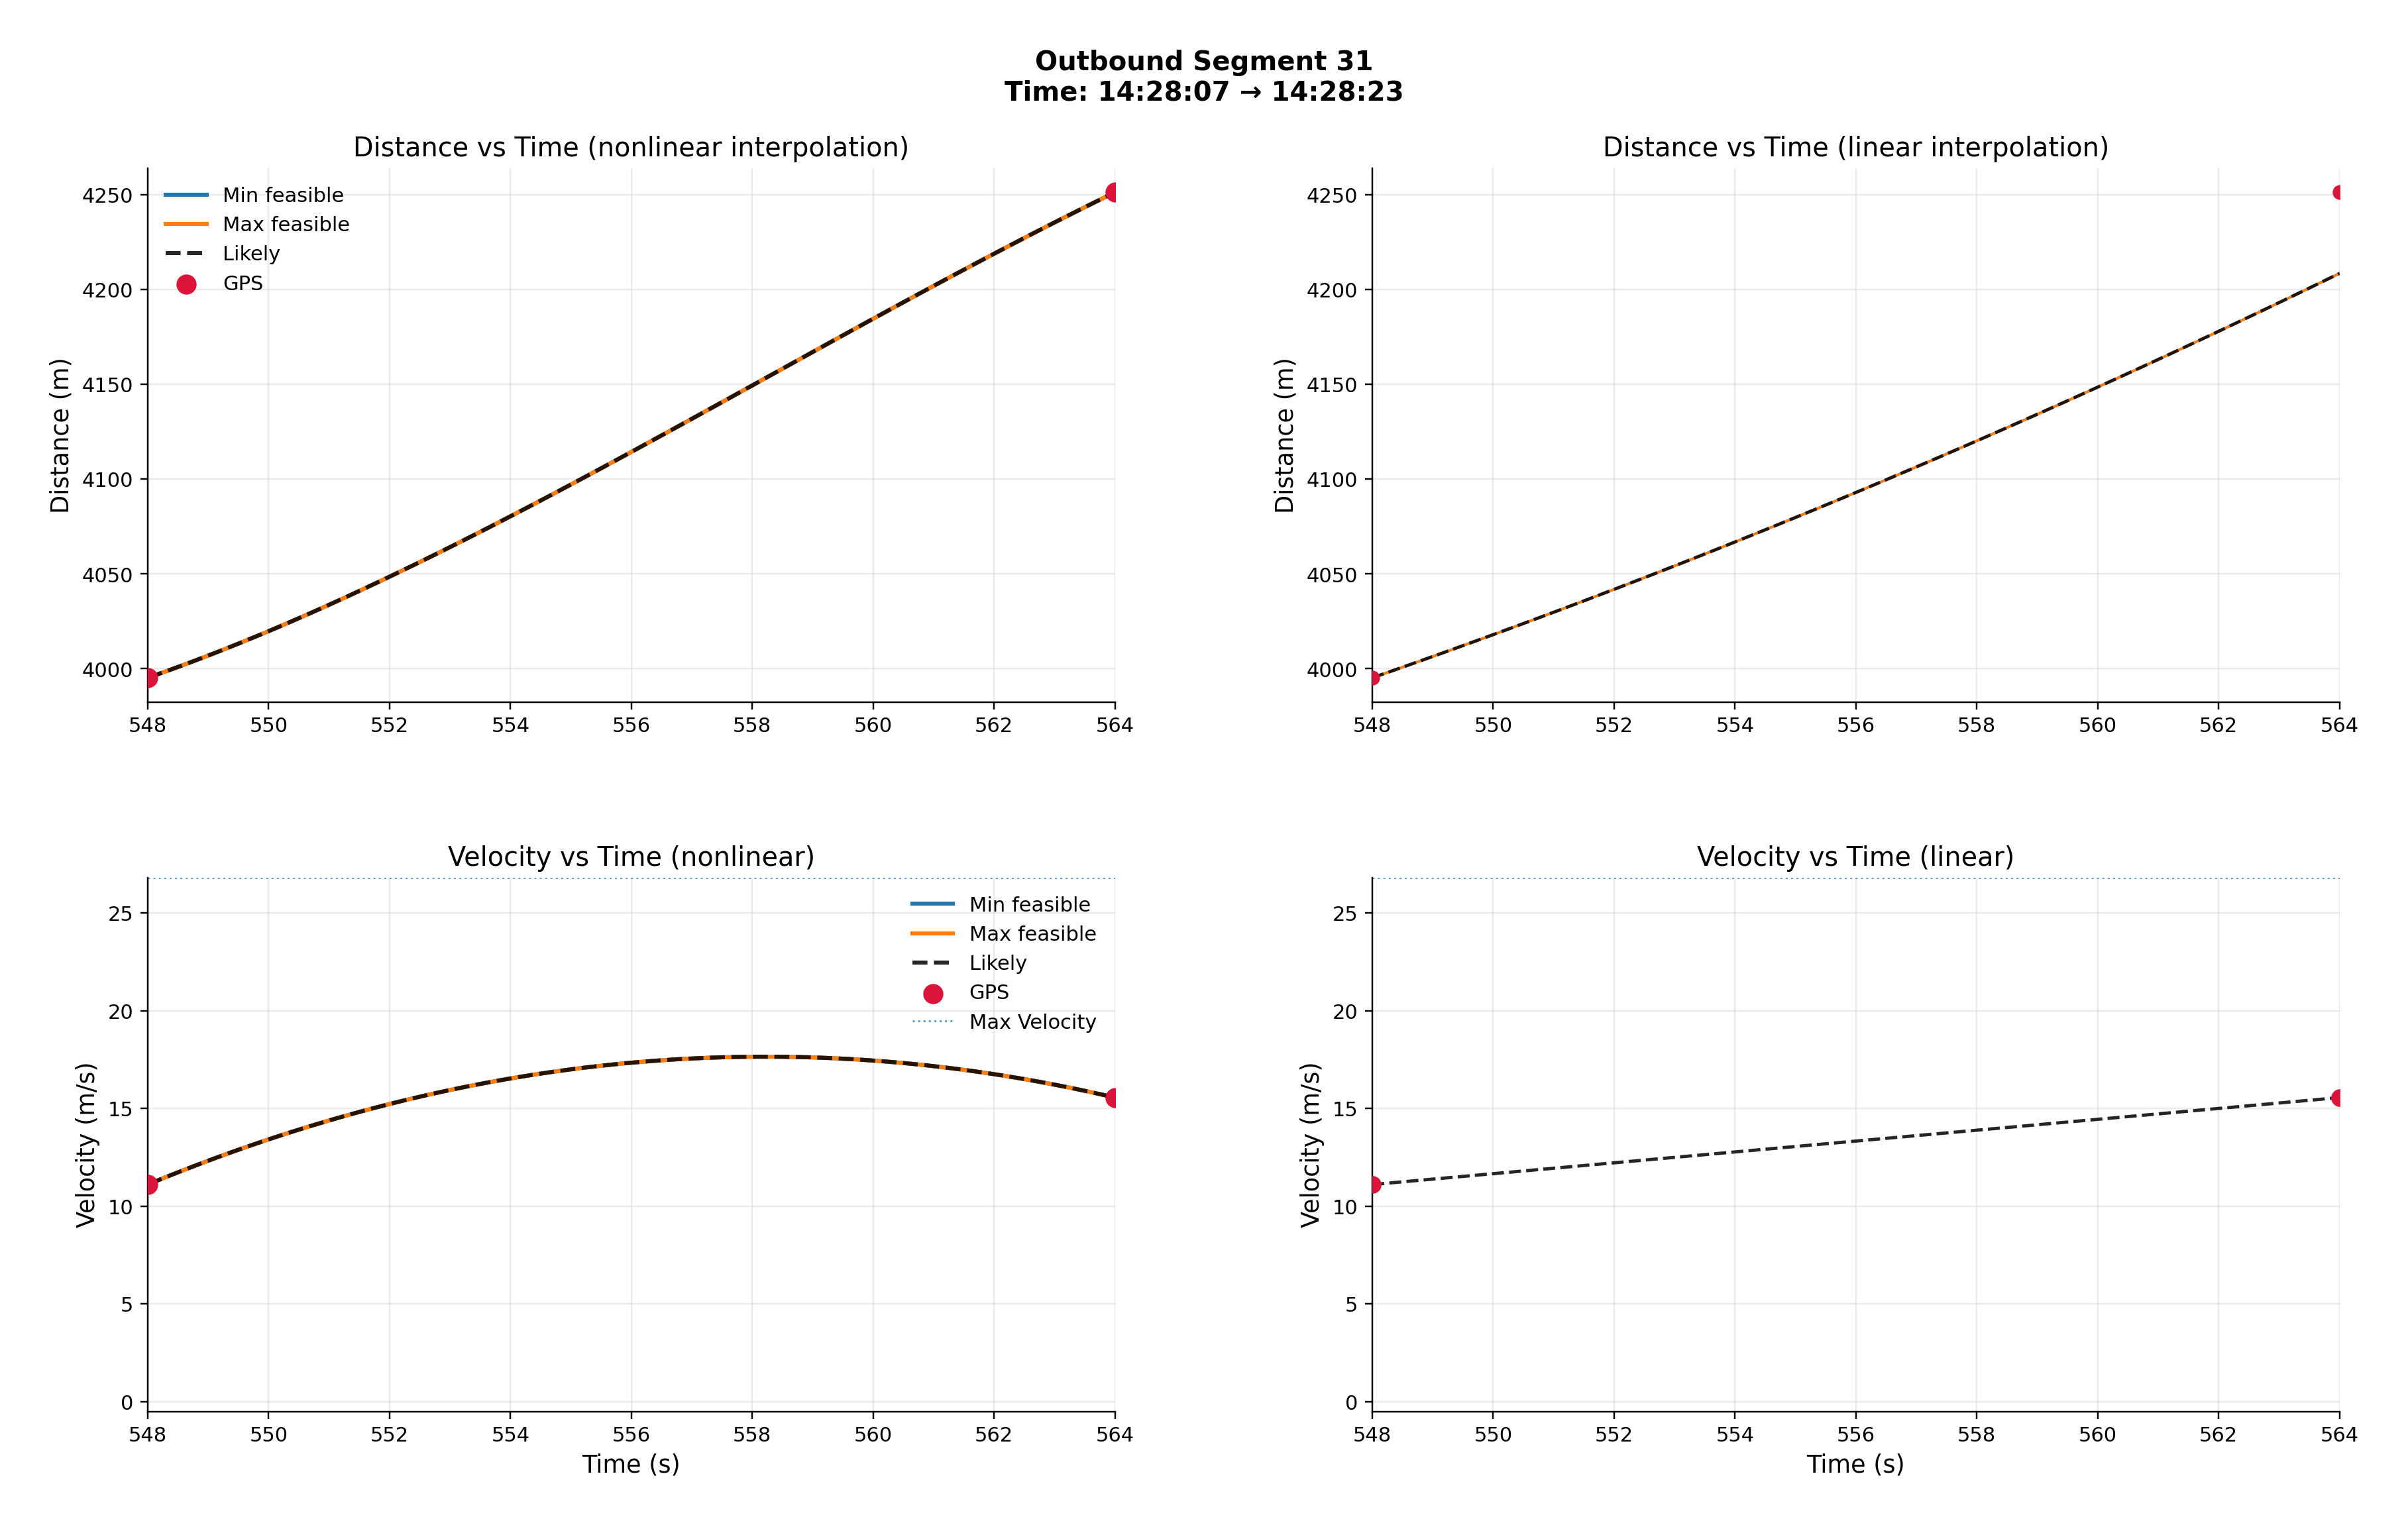 Outbound Segment 31
Time: 14:28:07 → 14:28:23
Distance vs Time (nonlinear interpolation)
Distance (m)
4250
4200
4150
4100
4050
4000
Min feasible
Max feasible
Likely
GPS
548 550 552 554 556 558 560 562 564
Distance vs Time (linear interpolation)
Distance (m)
4250
4200
4150
4100
4050
4000
548 550 552 554 556 558 560 562 564
Velocity vs Time (nonlinear)
Velocity (m/s)
25
20
15
10
5
0
Min feasible
Max feasible
Likely
GPS
Max Velocity
548 550 552 554 556 558 560 562 564
Time (s)
Velocity vs Time (linear)
Velocity (m/s)
25
20
15
10
5
0
548 550 552 554 556 558 560 562 564
Time (s)